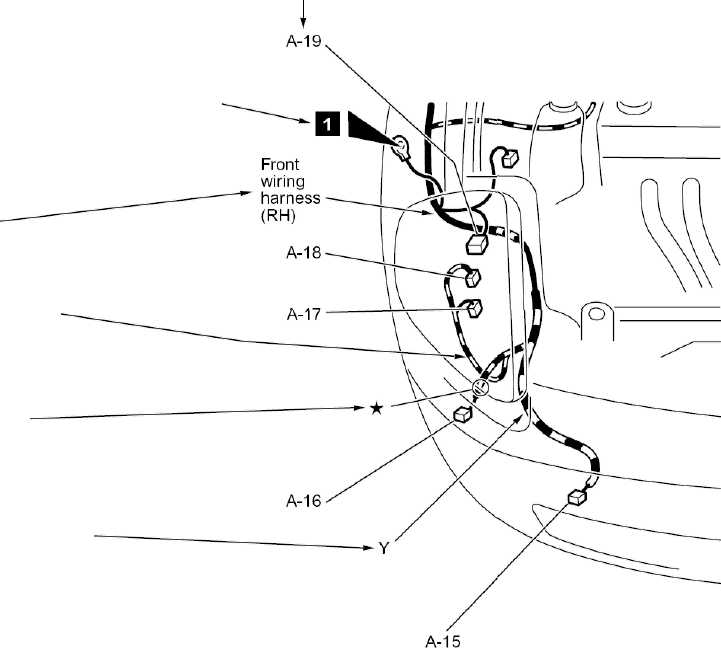 A-19
1
Front
wiring
harness
(RH)
A-18
A-17
★
A-16
Y
A-15